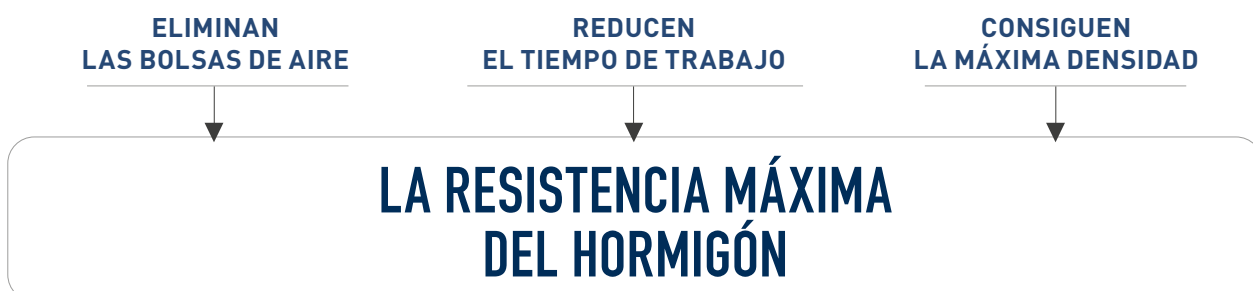 ELIMINAN
LAS BOLSAS DE AIRE
REDUCEN
EL TIEMPO DE TRABAJO
CONSIGUEN
LA MÁXIMA DENSIDAD
LA RESISTENCIA MÁXIMA
DEL HORMIGÓN